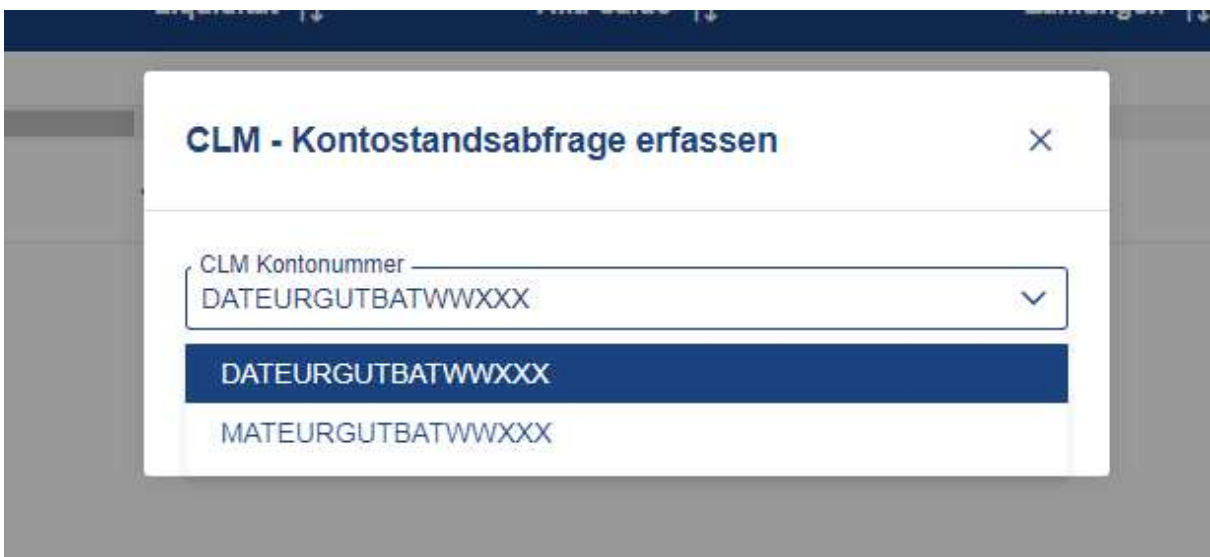 CLM - Kontostandsabfrage erfassen
CLM Kontonummer
DATEURGUTBATWWXXX
DATEURGUTBATWWXXX
MATEURGUTBATWWXXX